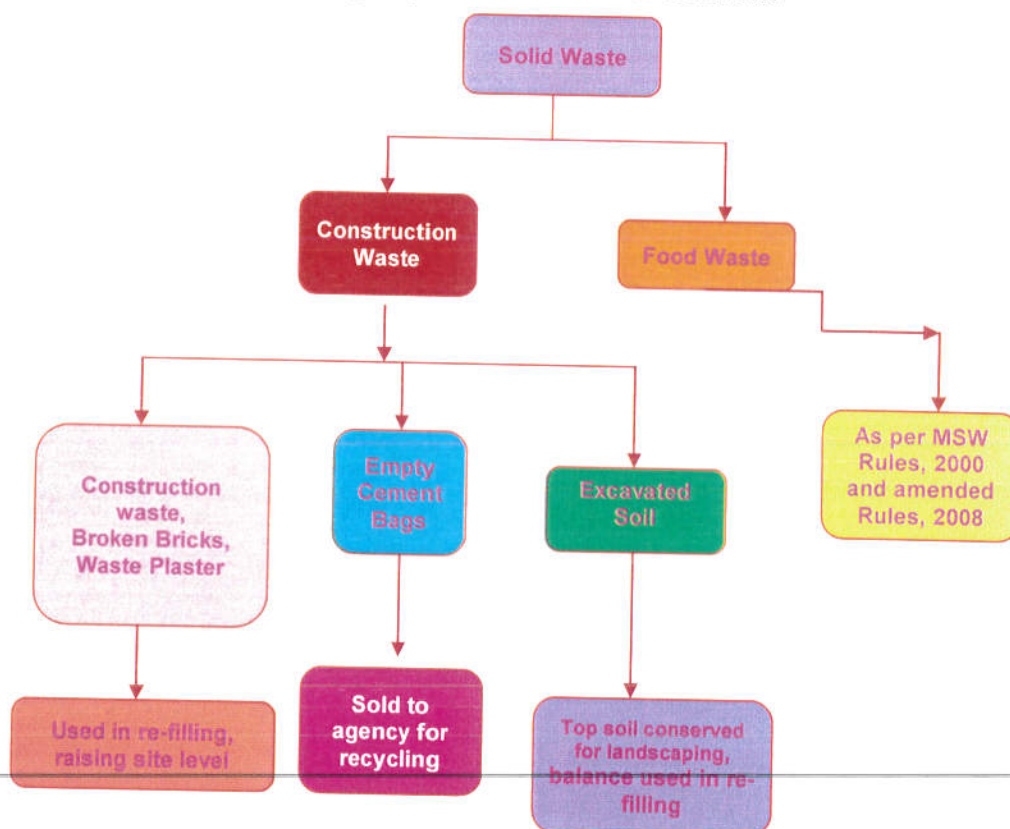 Solid Waste
Construction
Waste
Food Waste
Construction
waste,
Broken Bricks,
Waste Plaster
Empty
Cement
Bags
Excavated
Soil
As per MSW
Rules, 2000
and amended
Rules, 2008
Used in re-filling,
raising site level
Sold to
agency for
recycling
Top soil conserved
for landscaping,
balance used in re-
filling